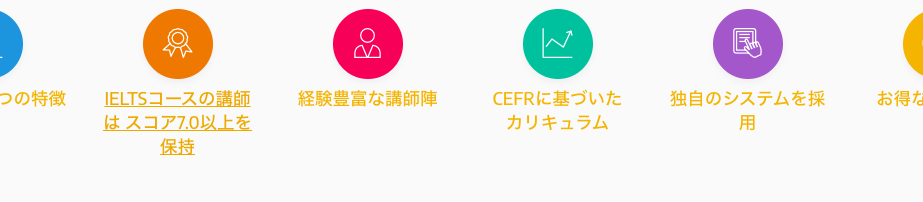 つの特徴
IELTSコースの講師
は スコア7.0以上を
保持
経験豊富な講師陣
CEFRに基づいた
カリキュラム
独自のシステムを採
用
お得な